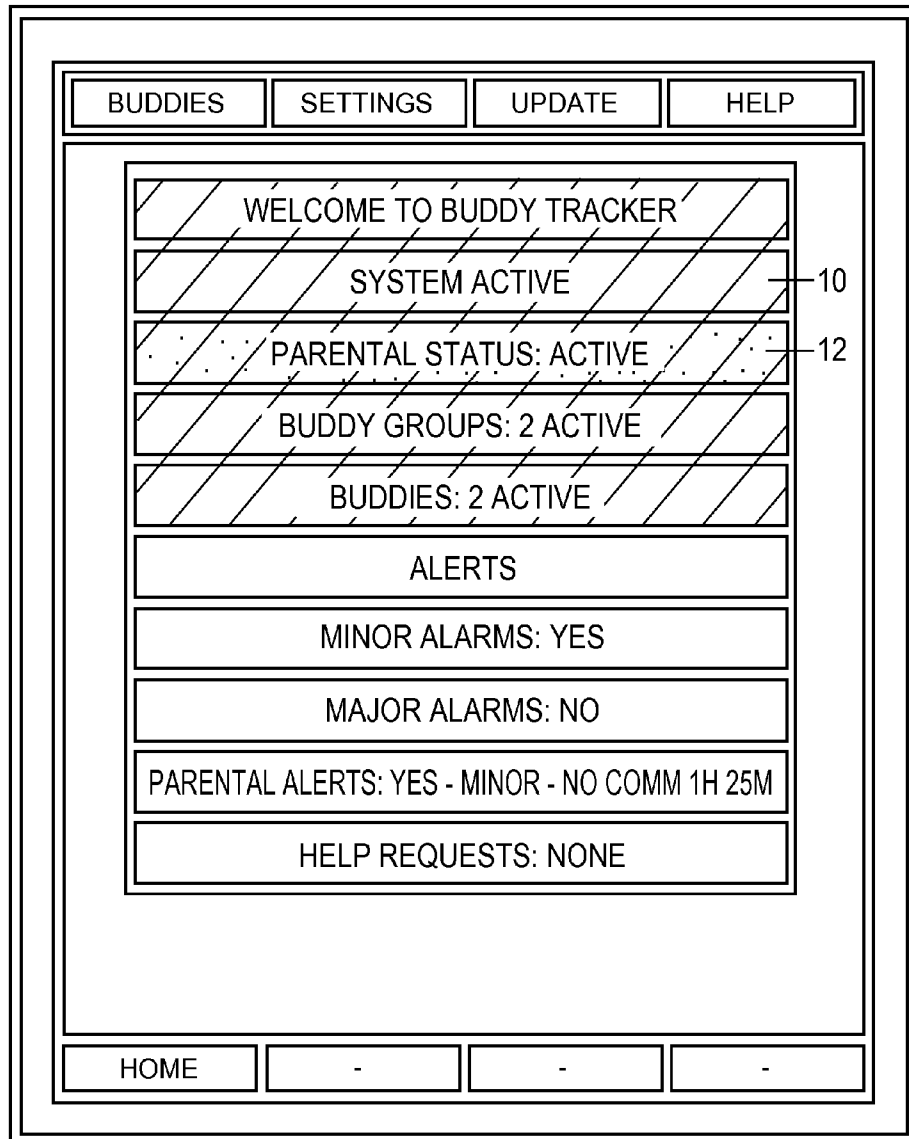 BUDDIES SETTINGS UPDATE HELP
WELCOME TO BUDDY TRACKER
SYSTEM ACTIVE 10
PARENTAL STATUS: ACTIVE 12
BUDDY GROUPS: 2 ACTIVE
BUDDIES: 2 ACTIVE
ALERTS
MINOR ALARMS: YES
MAJOR ALARMS: NO
PARENTAL ALERTS: YES - MINOR - NO COMM 1H 25M
HELP REQUESTS: NONE
HOME - - -